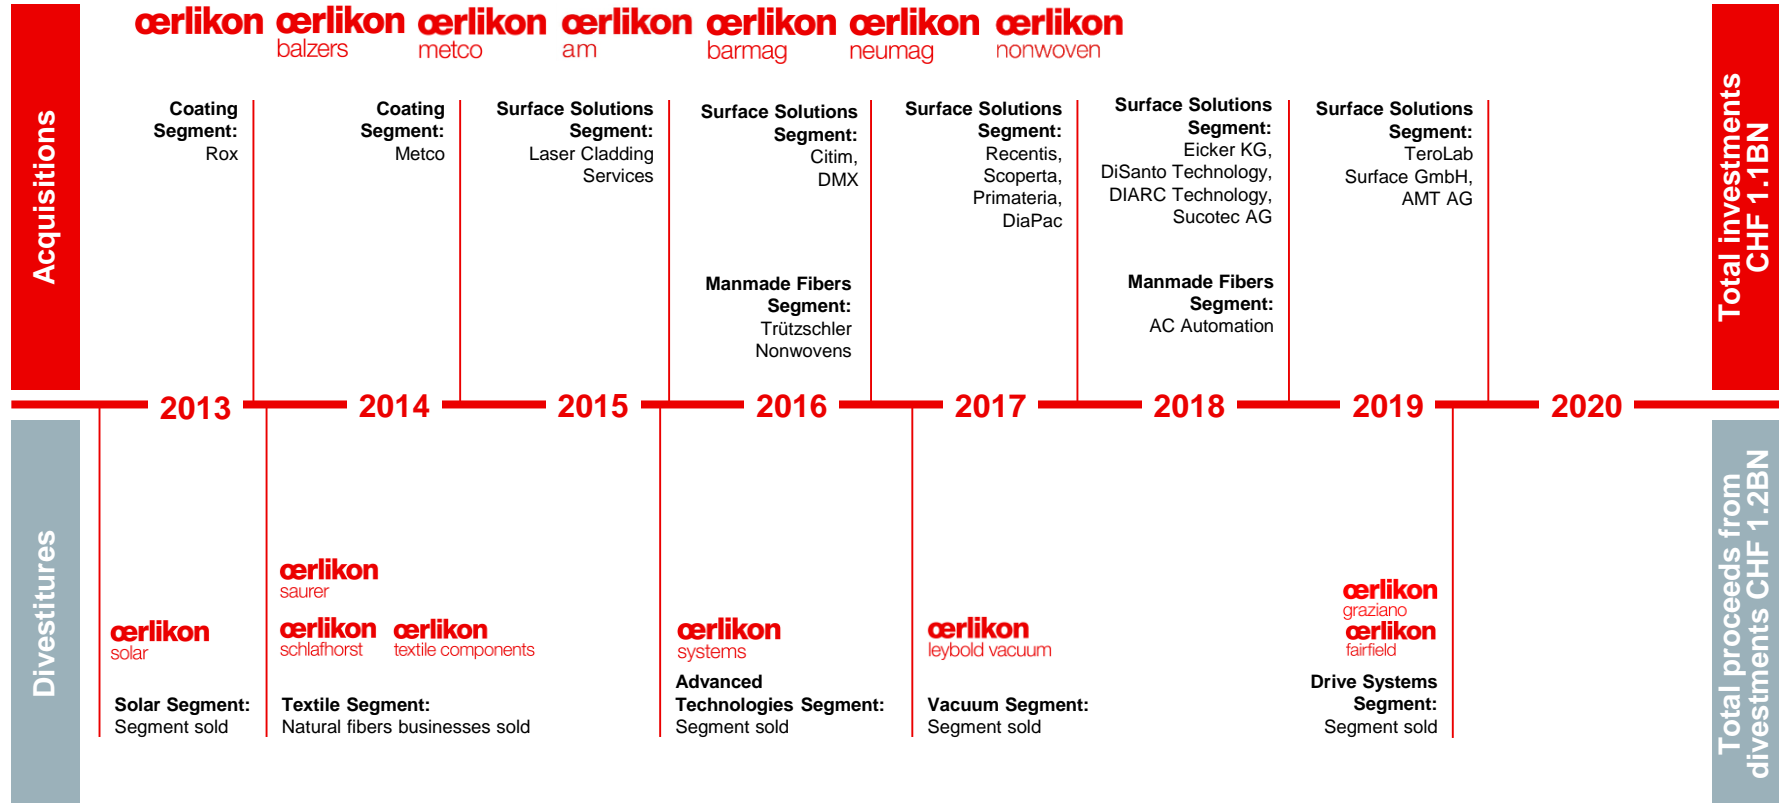 œrlikon
œrlikon
balzers
œrlikon
metco
œrlikon
am
œrlikon
barmag
œrlikon
neumag
œrlikon
nonwoven
Acquisitions
Coating
Segment:
Rox
Coating
Segment:
Metco
Surface Solutions
Segment:
Laser Cladding
Services
Surface Solutions
Segment:
Citim,
DMX
Manmade Fibers
Segment:
Trützschler
Nonwovens
Surface Solutions
Segment:
Recentis,
Scoperta,
Primateria,
DiaPac
Surface Solutions
Segment:
Eicker KG,
DiSanto Technology,
DIARC Technology,
Sucotec AG
Manmade Fibers
Segment:
AC Automation
Surface Solutions
Segment:
TeroLab
Surface GmbH,
AMT AG
Total investments
CHF 1.1BN
2013 2014 2015 2016 2017 2018 2019 2020
Divestitures
œrlikon
solar
Solar Segment:
Segment sold
œrlikon
saurer
œrlikon
schlafhorst
œrlikon
textile components
Textile Segment:
Natural fibers businesses sold
œrlikon
systems
Advanced
Technologies Segment:
Segment sold
œrlikon
leybold vacuum
Vacuum Segment:
Segment sold
œrlikon
graziano
œrlikon
fairfield
Drive Systems
Segment:
Segment sold
Total proceeds from
divestments CHF 1.2BN